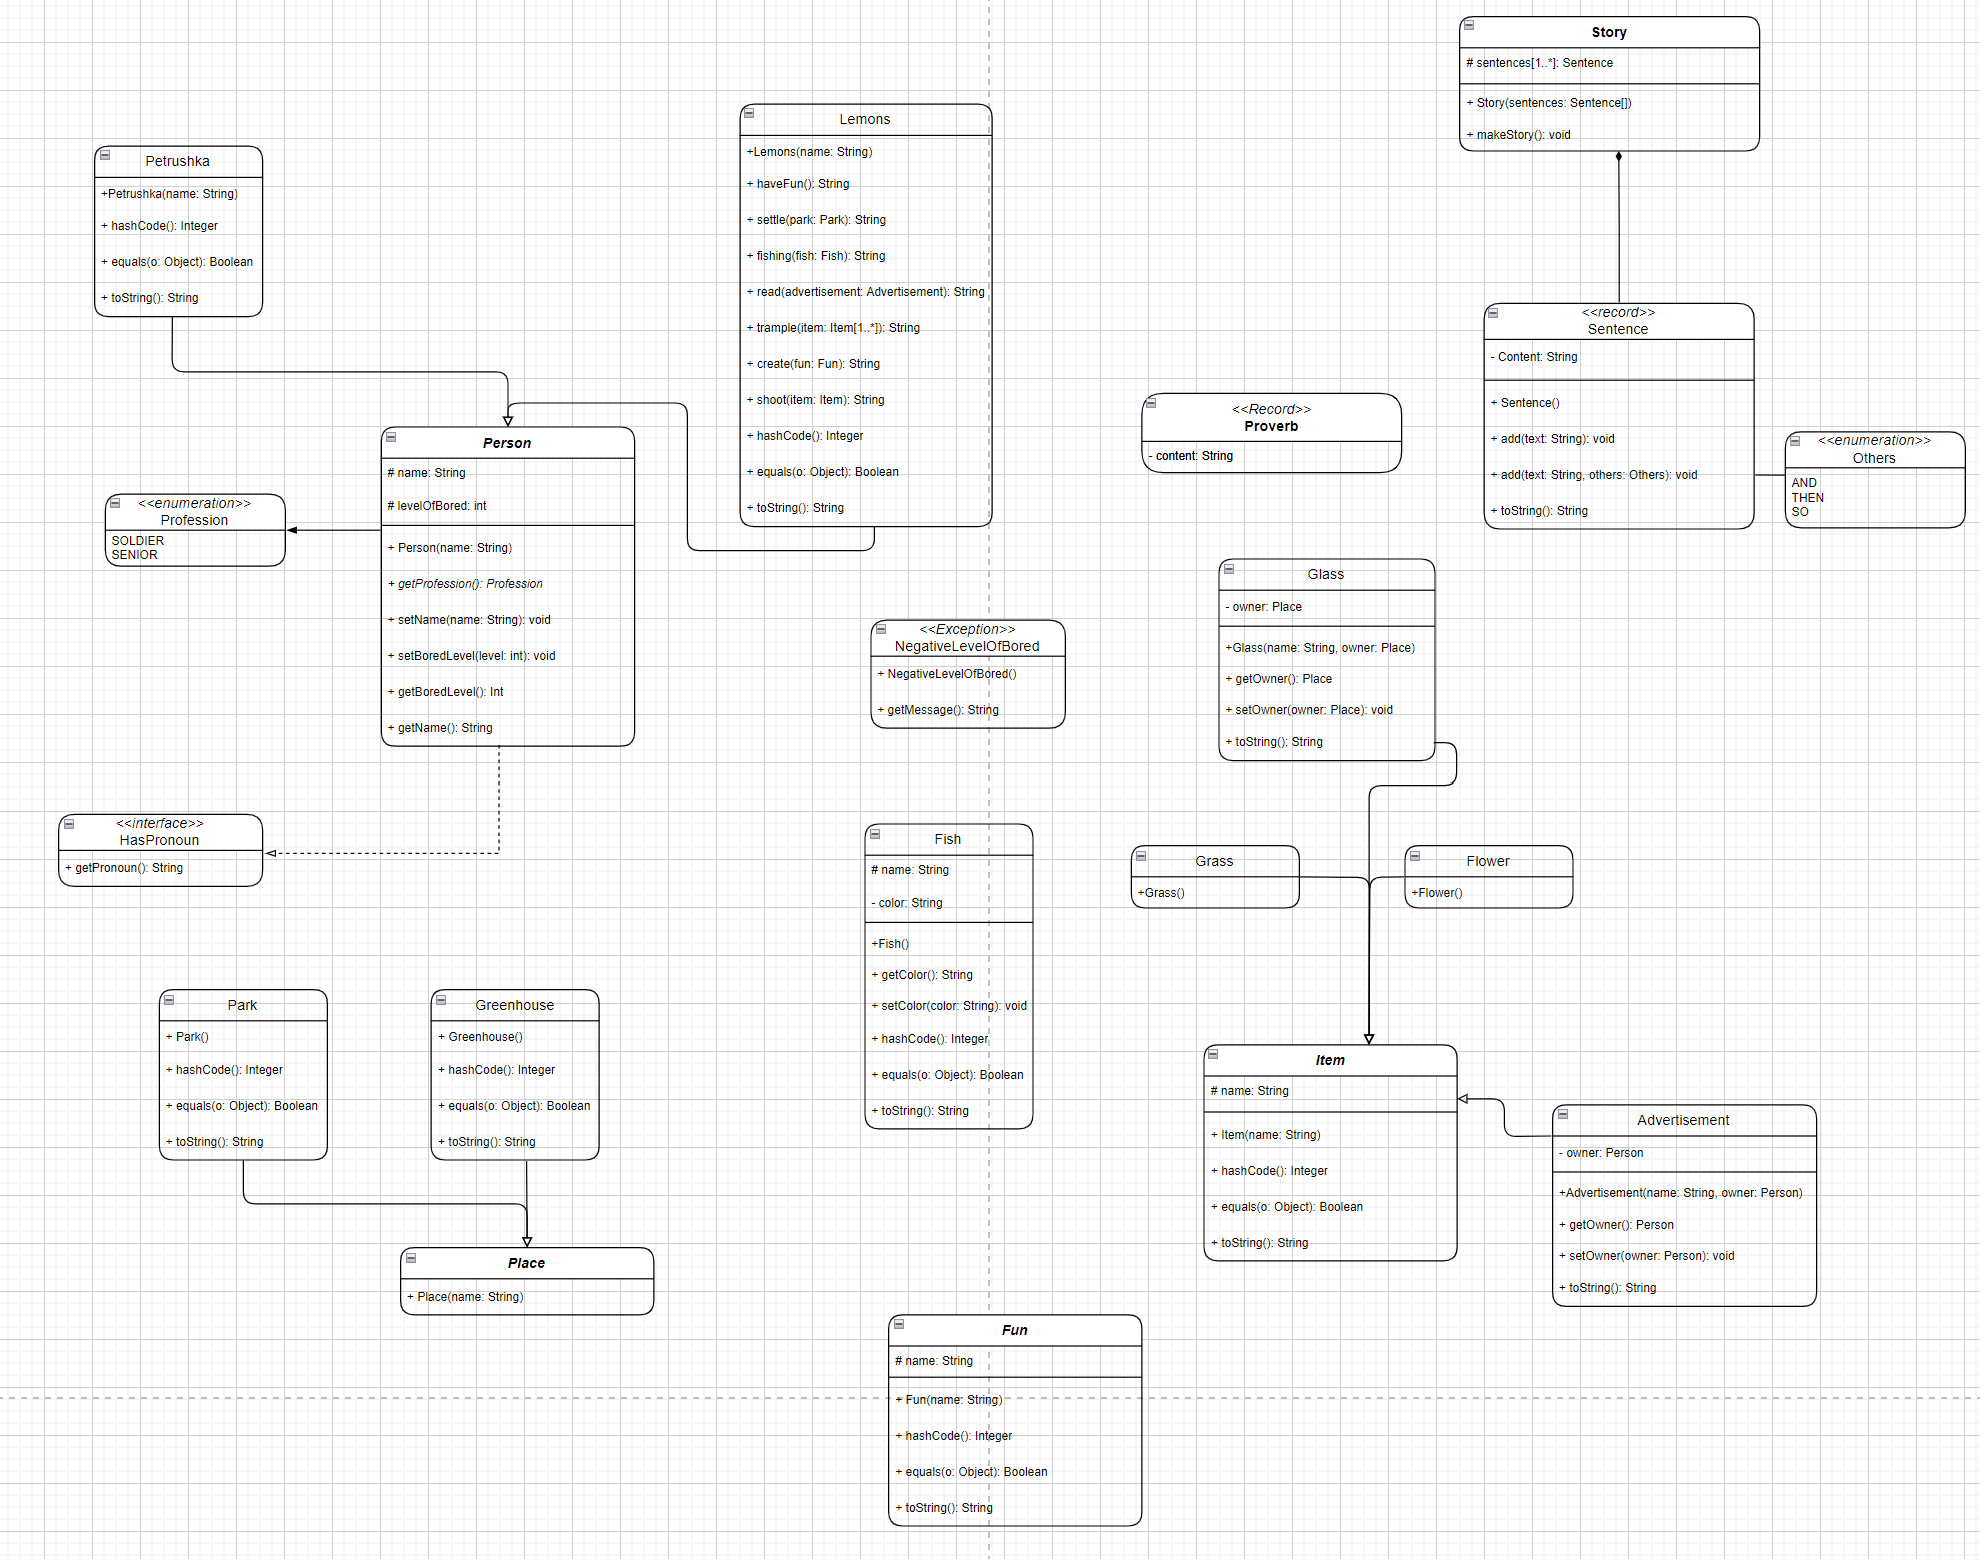 Story
# sentences[1..*]: Sentence
+ Story(sentences: Sentence[])
+ makeStory(): void
Lemons
+Lemons(name: String)
+ haveFun(): String
+ settle(park: Park): String
+ fishing(fish: Fish): String
+ read(advertisement: Advertisement): String
+ trample(item: Item[1..*]): String
+ create(fun: Fun): String
+ shoot(item: Item): String
+ hashCode(): Integer
+ equals(o: Object): Boolean
+ toString(): String
Petrushka
+Petrushka(name: String)
+ hashCode(): Integer
+ equals(o: Object): Boolean
+ toString(): String
<<record>>
Sentence
- Content: String
+ Sentence()
+ add(text: String): void
+ add(text: String, others: Others): void
+ toString(): String
<<Record>>
Proverb
- content: String
<<enumeration>>
Others
AND
THEN
SO
Person
# name: String
# levelOfBored: int
+ Person(name: String)
+ getProfession(): Profession
+ setName(name: String): void
+ setBoredLevel(level: int): void
+ getBoredLevel(): Int
+ getName(): String
<<enumeration>>
Profession
SOLDIER
SENIOR
Glass
- owner: Place
+Glass(name: String, owner: Place)
+ getOwner(): Place
+ setOwner(owner: Place): void
+ toString(): String
<<Exception>>
NegativeLevelOfBored
+ NegativeLevelOfBored()
+ getMessage(): String
<<interface>>
HasPronoun
+ getPronoun(): String
Fish
# name: String
- color: String
+Fish()
+ getColor(): String
+ setColor(color: String): void
+ hashCode(): Integer
+ equals(o: Object): Boolean
+ toString(): String
Grass
+Grass()
Flower
+Flower()
Park
+ Park()
+ hashCode(): Integer
+ equals(o: Object): Boolean
+ toString(): String
Greenhouse
+ Greenhouse()
+ hashCode(): Integer
+ equals(o: Object): Boolean
+ toString(): String
Item
# name: String
+ Item(name: String)
+ hashCode(): Integer
+ equals(o: Object): Boolean
+ toString(): String
Advertisement
- owner: Person
+Advertisement(name: String, owner: Person)
+ getOwner(): Person
+ setOwner(owner: Person): void
+ toString(): String
Place
+ Place(name: String)
Fun
# name: String
+ Fun(name: String)
+ hashCode(): Integer
+ equals(o: Object): Boolean
+ toString(): String